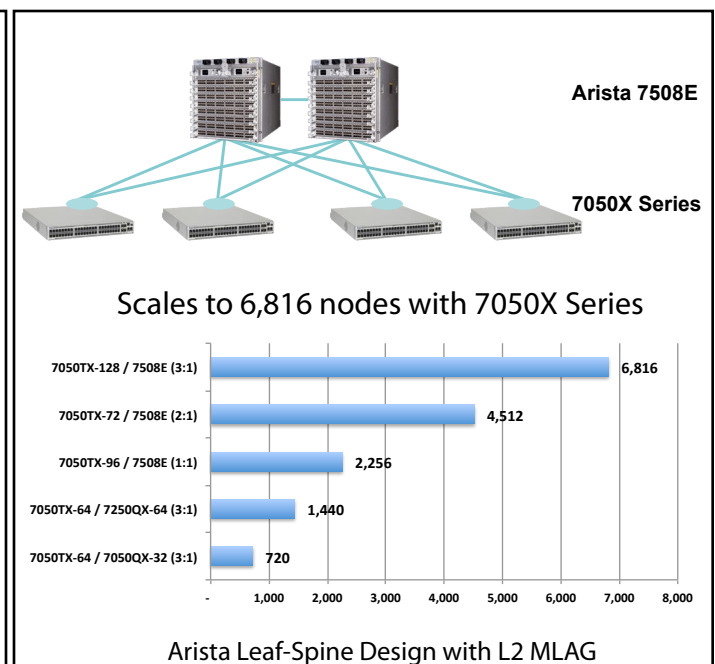 Arista 7508E
7050X Series
Scales to 6,816 nodes with 7050X Series
7050TX-128 / 7508E (3:1)
6,816
7050TX-72 / 7508E (2:1)
4,512
7050TX-96 / 7508E (1:1)
2,256
7050TX-64 / 7250QX-64 (3:1)
1,440
7050TX-64 / 7050QX-32 (3:1)
720
- 1,000 2,000 3,000 4,000 5,000 6,000 7,000 8,000
Arista Leaf-Spine Design with L2 MLAG